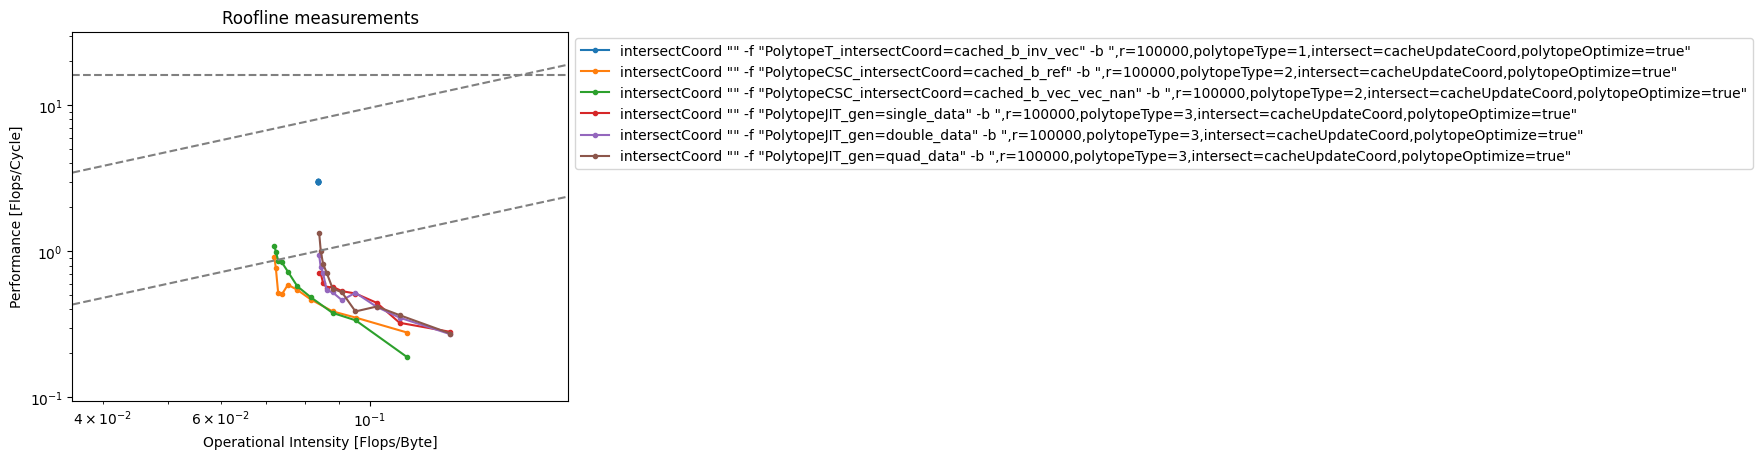 Roofline measurements
Performance [Flops/Cycle]
10^1
10^0
10^-1
4 × 10^-2
6 × 10^-2
10^-1
Operational Intensity [Flops/Byte]
intersectCoord "" -f "PolytopeT_intersectCoord=cached_b_inv_vec" -b ",r=100000,polytopeType=1,intersect=cacheUpdateCoord,polytopeOptimize=true"
intersectCoord "" -f "PolytopeCSC_intersectCoord=cached_b_ref" -b ",r=100000,polytopeType=2,intersect=cacheUpdateCoord,polytopeOptimize=true"
intersectCoord "" -f "PolytopeCSC_intersectCoord=cached_b_vec_vec_nan" -b ",r=100000,polytopeType=2,intersect=cacheUpdateCoord,polytopeOptimize=true"
intersectCoord "" -f "PolytopeJIT_gen=single_data" -b ",r=100000,polytopeType=3,intersect=cacheUpdateCoord,polytopeOptimize=true"
intersectCoord "" -f "PolytopeJIT_gen=double_data" -b ",r=100000,polytopeType=3,intersect=cacheUpdateCoord,polytopeOptimize=true"
intersectCoord "" -f "PolytopeJIT_gen=quad_data" -b ",r=100000,polytopeType=3,intersect=cacheUpdateCoord,polytopeOptimize=true"